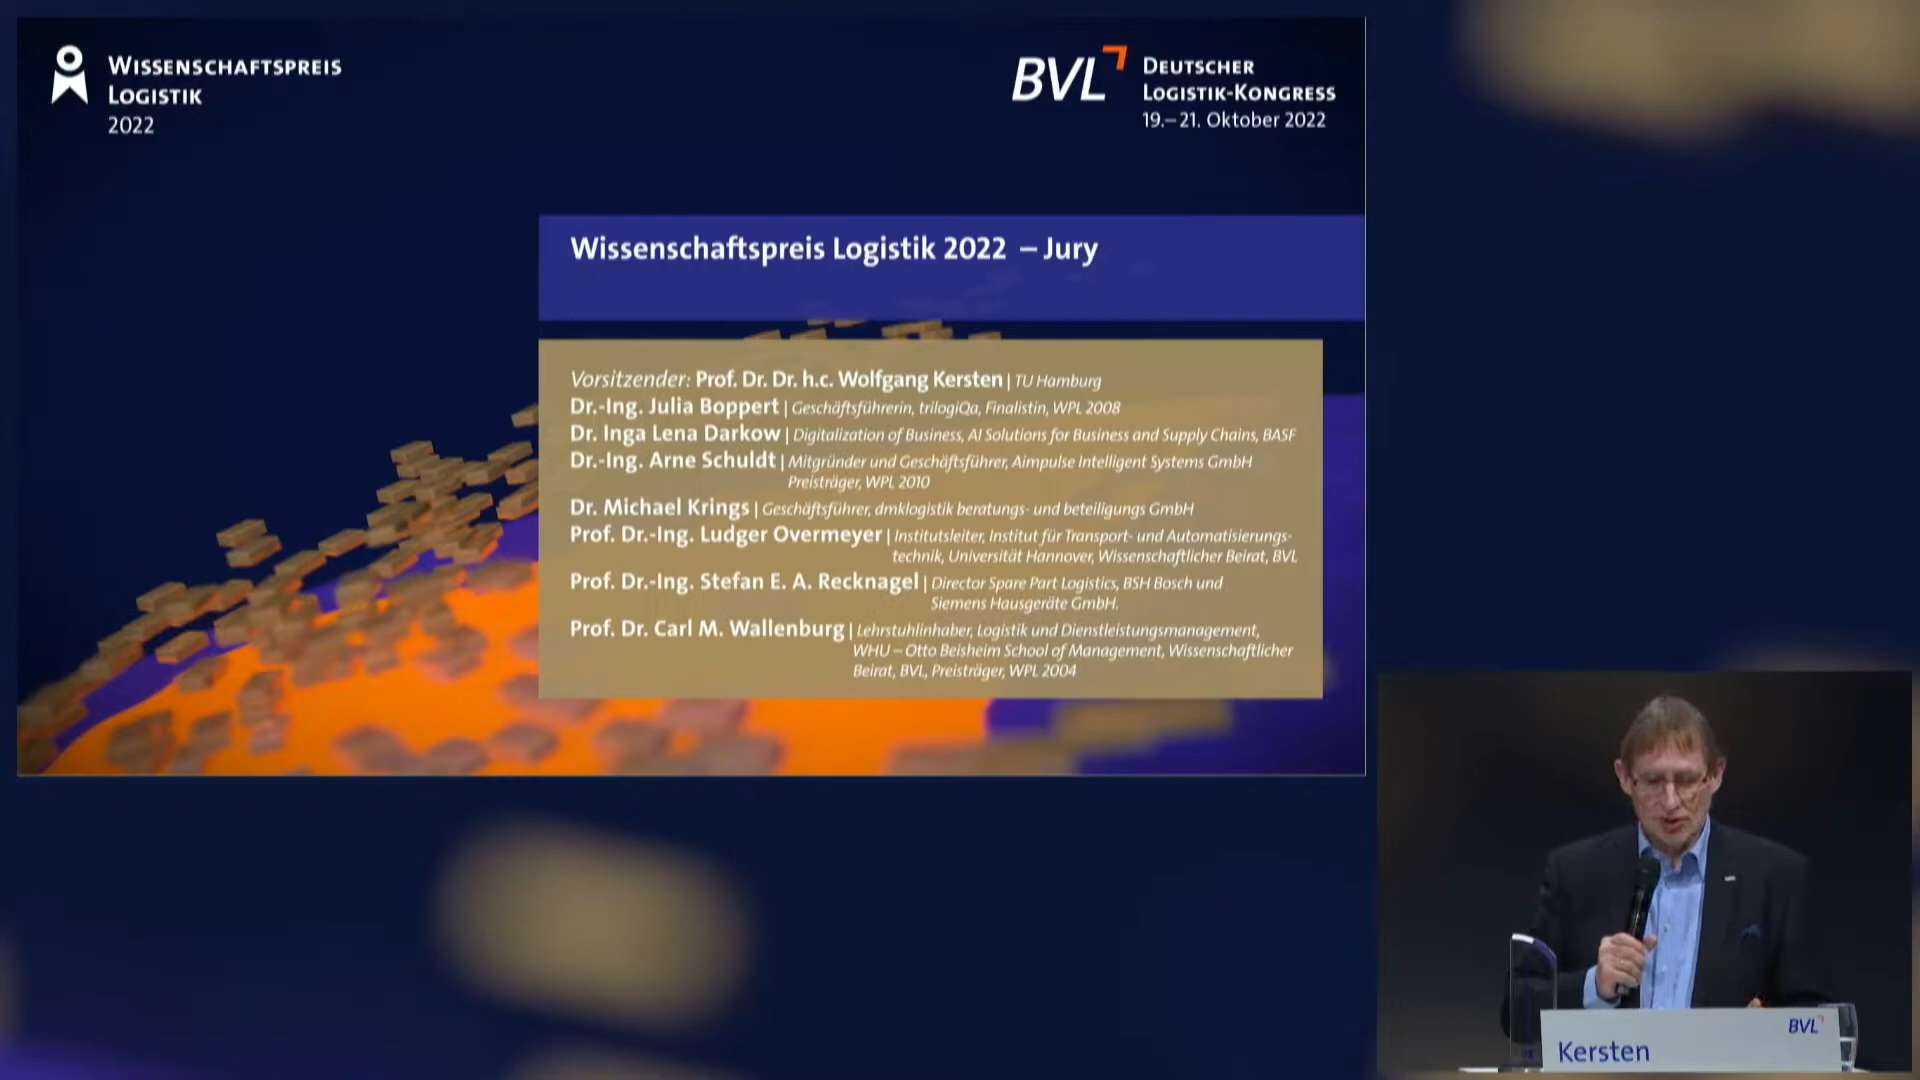 WISSENSCHAFTSPREIS
LOGISTIK
2022
BVL
DEUTSCHER
LOGISTIK-KONGRESS
19.–21. Oktober 2022
Wissenschaftspreis Logistik 2022 – Jury
Vorsitzender: Prof. Dr. Dr. h.c. Wolfgang Kersten | TU Hamburg
Dr.-Ing. Julia Boppert | Geschäftsführerin, trilogiQa, Finalistin, WPL 2008
Dr. Inga Lena Darkow | Digitalization of Business, AI Solutions for Business and Supply Chains, BASF
Dr.-Ing. Arne Schuldt | Mitgründer und Geschäftsführer, Aimpulse Intelligent Systems GmbH
Preisträger, WPL 2010
Dr. Michael Krings | Geschäftsführer, dmklogistik beratungs- und beteiligungs GmbH
Prof. Dr.-Ing. Ludger Overmeyer | Institutsleiter, Institut für Transport- und Automatisierungs-
technik, Universität Hannover, Wissenschaftlicher Beirat, BVL
Prof. Dr.-Ing. Stefan E. A. Recknagel | Director Spare Part Logistics, BSH Bosch und
Siemens Hausgeräte GmbH.
Prof. Dr. Carl M. Wallenburg | Lehrstuhlinhaber, Logistik und Dienstleistungsmanagement,
WHU – Otto Beisheim School of Management, Wissenschaftlicher
Beirat, BVL, Preisträger, WPL 2004
BVL
Kersten